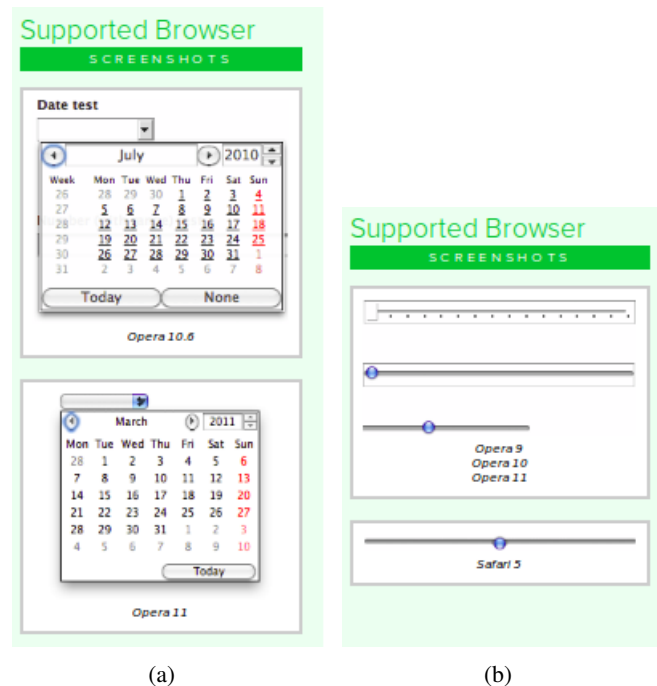 Supported Browser
SCREENSHOTS
Date test
July 2010
Week Mon Tue Wed Thu Fri Sat Sun
26 28 29 30 1 2 3 4
27 5 6 7 8 9 10 11
28 12 13 14 15 16 17 18
29 19 20 21 22 23 24 25
30 26 27 28 29 30 31 1
31 2 3 4 5 6 7 8
Today None
Opera 10.6
March 2011
Mon Tue Wed Thu Fri Sat Sun
28 1 2 3 4 5 6
7 8 9 10 11 12 13
14 15 16 17 18 19 20
21 22 23 24 25 26 27
28 29 30 31 1 2 3
4 5 6 7 8 9 10
Today
Opera 11
(a)
Supported Browser
SCREENSHOTS
Opera 9
Opera 10
Opera 11
Safari 5
(b)